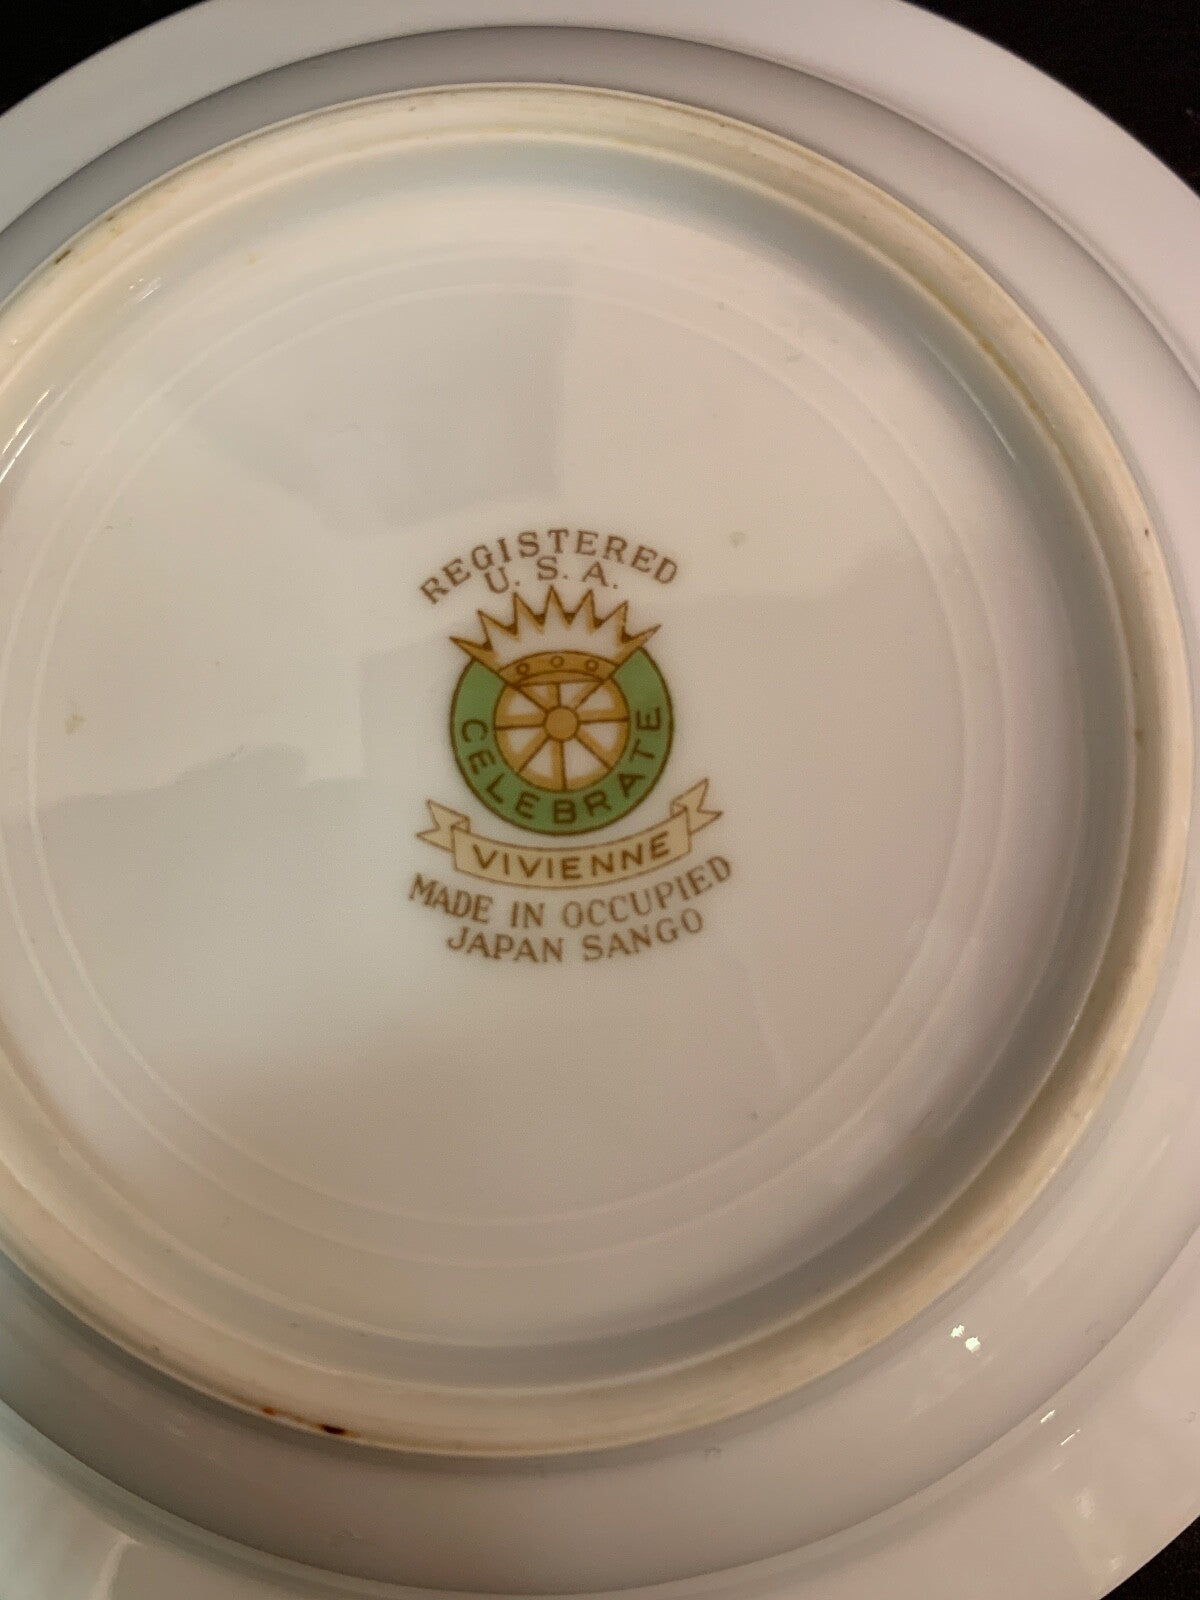 REGISTERED
U. S. A.
CELEBRATE
VIVIENNE
MADE IN OCCUPIED
JAPAN SANGO